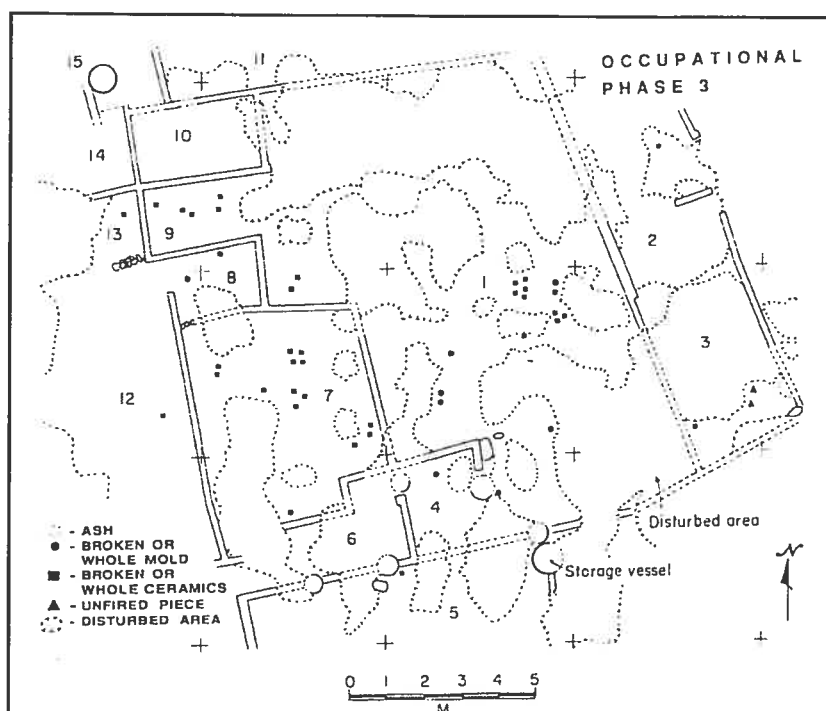 OCCUPATIONAL
PHASE 3
15
11
10
14
13
9
8
1
2
3
12
7
6
4
5
Disturbed area
Storage vessel
- ASH
- BROKEN OR
WHOLE MOLD
- BROKEN OR
WHOLE CERAMICS
- UNFIRED PIECE
- DISTURBED AREA
N
0 1 2 3 4 5
M